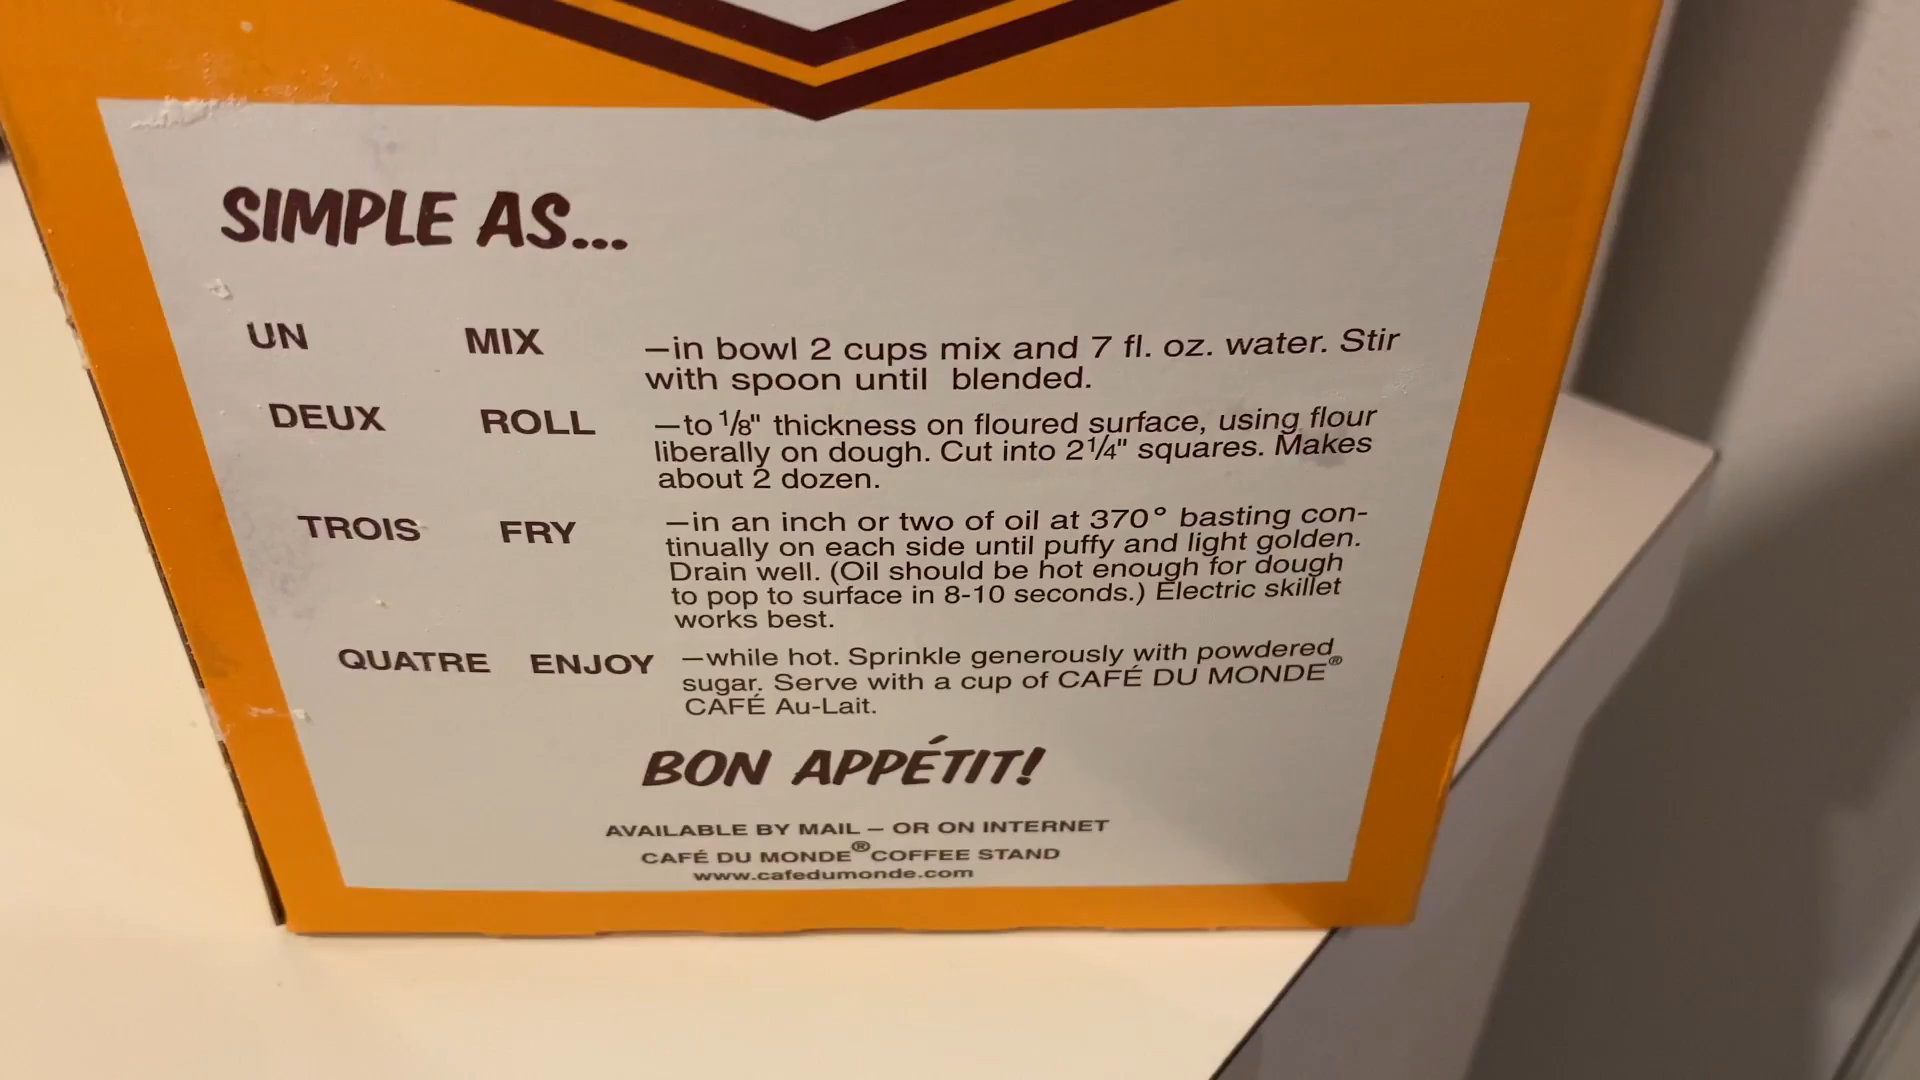 SIMPLE AS...
UN MIX —in bowl 2 cups mix and 7 fl. oz. water. Stir
with spoon until blended.
DEUX ROLL —to 1/8" thickness on floured surface, using flour
liberally on dough. Cut into 2 1/4" squares. Makes
about 2 dozen.
TROIS FRY —in an inch or two of oil at 370° basting con-
tinually on each side until puffy and light golden.
Drain well. (Oil should be hot enough for dough
to pop to surface in 8-10 seconds.) Electric skillet
works best.
QUATRE ENJOY —while hot. Sprinkle generously with powdered
sugar. Serve with a cup of CAFÉ DU MONDE®
CAFÉ Au-Lait.
BON APPÉTIT!
AVAILABLE BY MAIL – OR ON INTERNET
CAFÉ DU MONDE® COFFEE STAND
www.cafedumonde.com